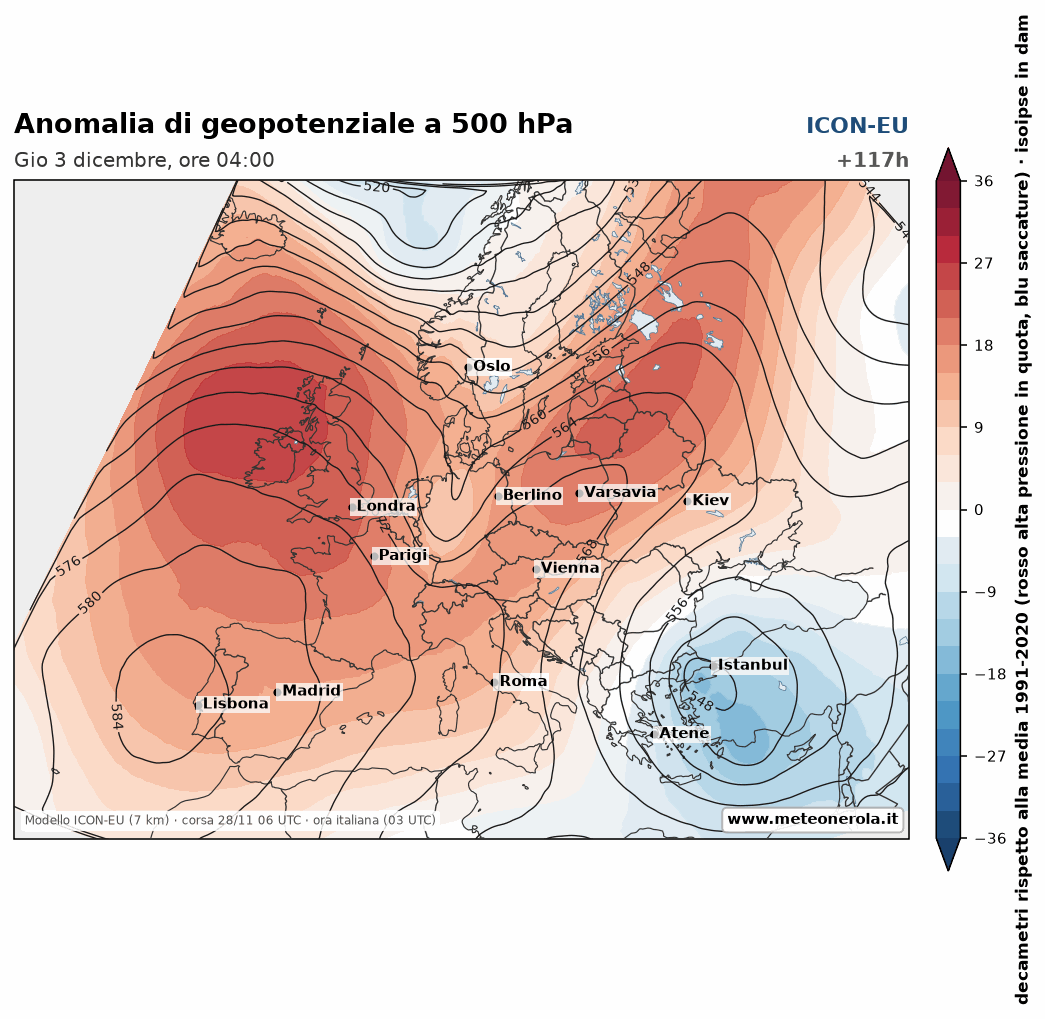 Anomalia di geopotenziale a 500 hPa
ICON-EU
Gio 3 dicembre, ore 04:00
+117h
520
544
548
556
560
564
568
576
580
584
556
548
Oslo
Londra
Berlino
Varsavia
Kiev
Parigi
Vienna
Istanbul
Roma
Madrid
Lisbona
Atene
Modello ICON-EU (7 km) · corsa 28/11 06 UTC · ora italiana (03 UTC)
www.meteonerola.it
36
27
18
9
0
−9
−18
−27
−36
decametri rispetto alla media 1991-2020 (rosso alta pressione in quota, blu saccature) · isoipse in dam